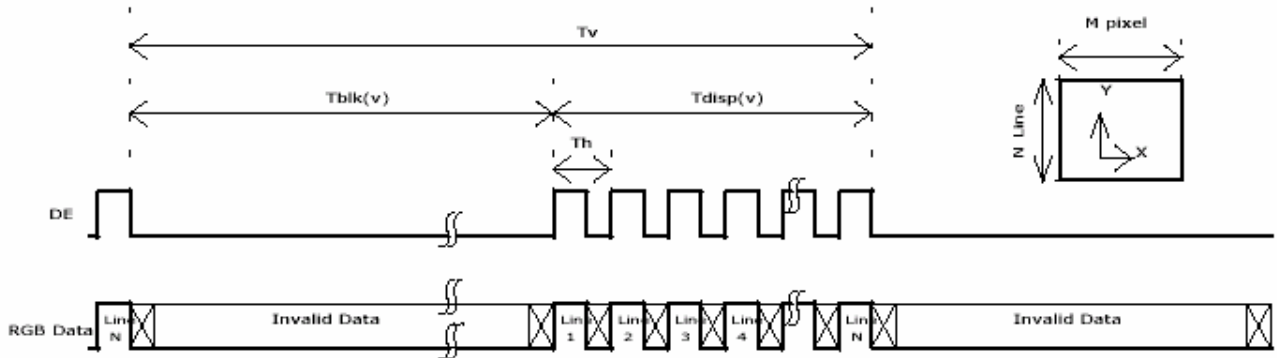 Tv
M pixel
Tblk(v)
Tdisp(v)
Y
N Line
Th
X
DE
RGB Data
Line N
Invalid Data
Line 1
Line 2
Line 3
Line 4
Line N
Invalid Data